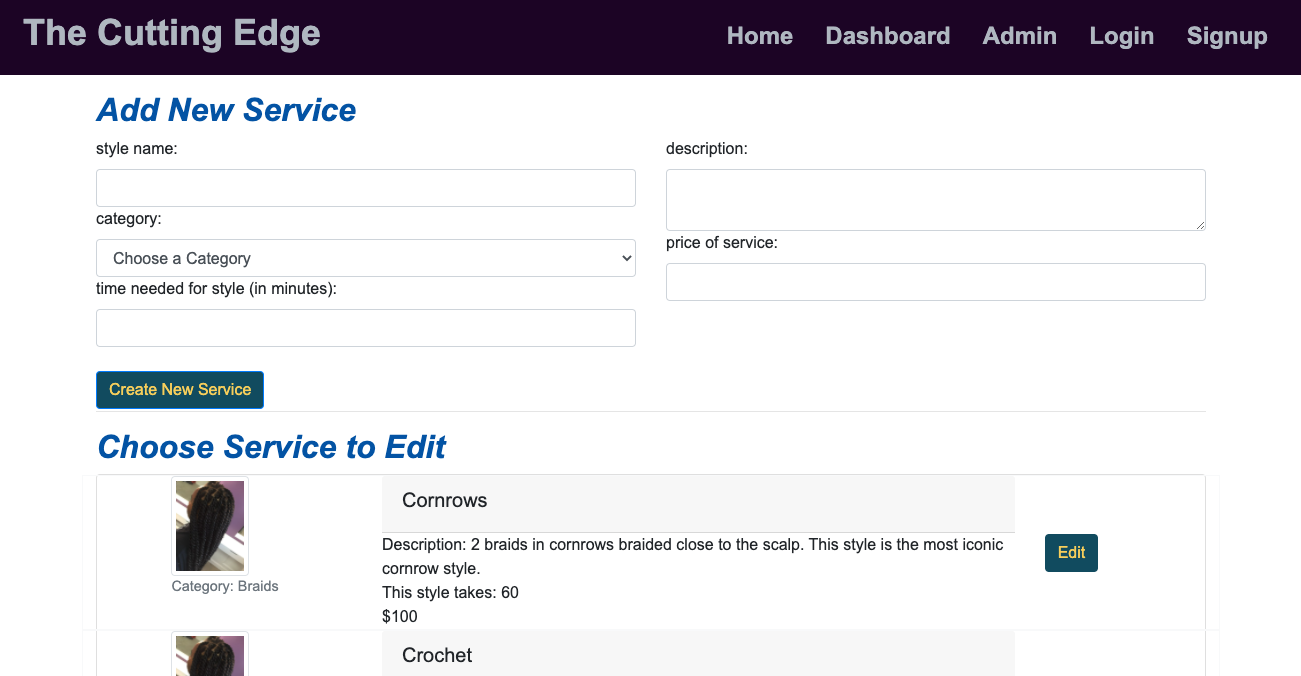 The Cutting Edge
Home Dashboard Admin Login Signup
Add New Service
style name:
category:
Choose a Category
time needed for style (in minutes):
description:
price of service:
Create New Service
Choose Service to Edit
Category: Braids
Cornrows
Description: 2 braids in cornrows braided close to the scalp. This style is the most iconic
cornrow style.
This style takes: 60
$100
Edit
Crochet